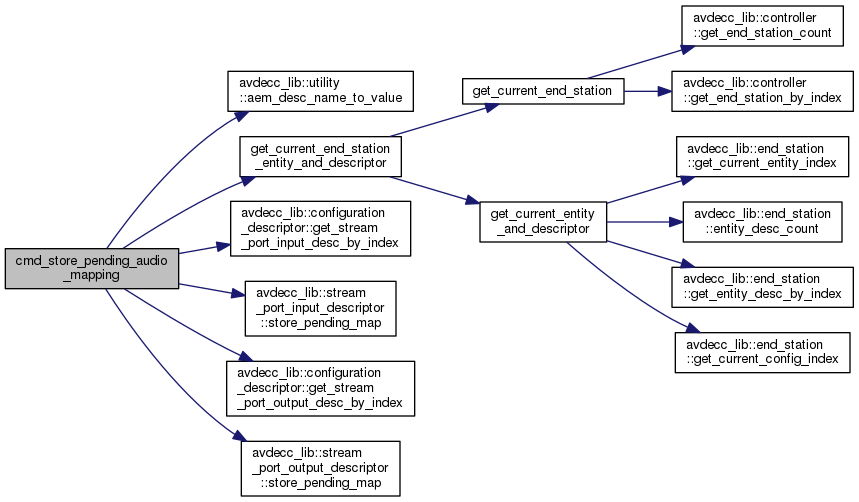 cmd_store_pending_audio
_mapping
avdecc_lib::utility
::aem_desc_name_to_value
get_current_end_station
_entity_and_descriptor
avdecc_lib::configuration
_descriptor::get_stream
_port_input_desc_by_index
avdecc_lib::stream
_port_input_descriptor
::store_pending_map
avdecc_lib::configuration
_descriptor::get_stream
_port_output_desc_by_index
avdecc_lib::stream
_port_output_descriptor
::store_pending_map
get_current_end_station
get_current_entity
_and_descriptor
avdecc_lib::controller
::get_end_station_count
avdecc_lib::controller
::get_end_station_by_index
avdecc_lib::end_station
::get_current_entity_index
avdecc_lib::end_station
::entity_desc_count
avdecc_lib::end_station
::get_entity_desc_by_index
avdecc_lib::end_station
::get_current_config_index